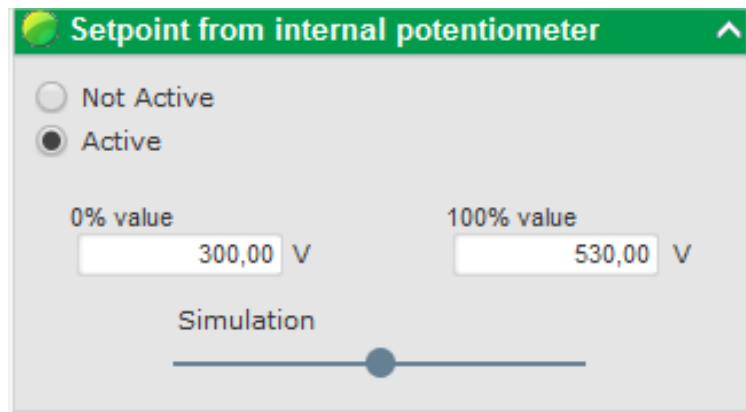 Setpoint from internal potentiometer
Not Active
Active
0% value 100% value
300,00 V 530,00 V
Simulation